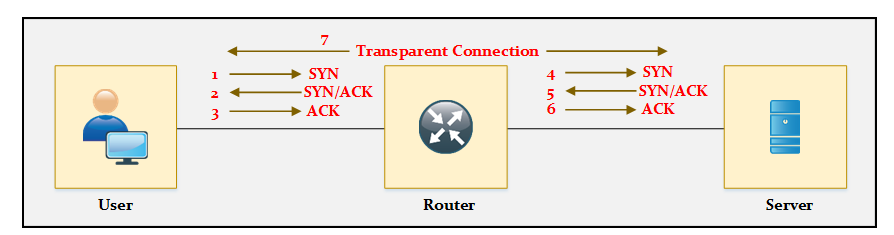 7
Transparent Connection
1 SYN
2 SYN/ACK
3 ACK
4 SYN
5 SYN/ACK
6 ACK
User
Router
Server